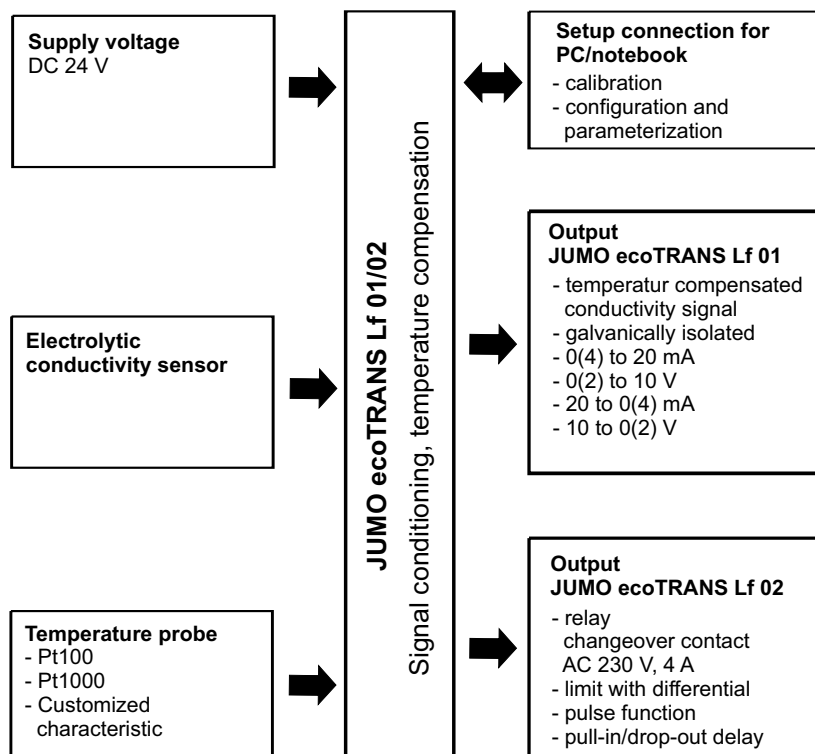 Supply voltage
DC 24 V
Electrolytic
conductivity sensor
Temperature probe
- Pt100
- Pt1000
- Customized
characteristic
JUMO ecoTRANS Lf 01/02
Signal conditioning, temperature compensation
Setup connection for
PC/notebook
- calibration
- configuration and
parameterization
Output
JUMO ecoTRANS Lf 01
- temperatur compensated
conductivity signal
- galvanically isolated
- 0(4) to 20 mA
- 0(2) to 10 V
- 20 to 0(4) mA
- 10 to 0(2) V
Output
JUMO ecoTRANS Lf 02
- relay
changeover contact
AC 230 V, 4 A
- limit with differential
- pulse function
- pull-in/drop-out delay